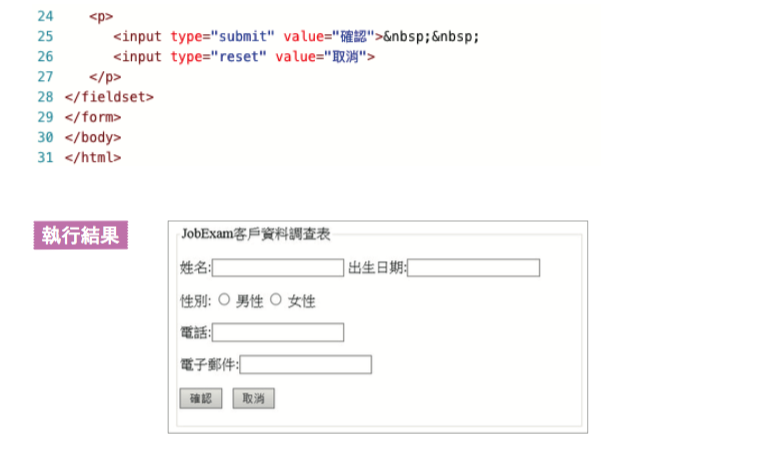 24 <p>
25 <input type="submit" value="確認">&nbsp;&nbsp;
26 <input type="reset" value="取消">
27 </p>
28 </fieldset>
29 </form>
30 </body>
31 </html>
執行結果
JobExam客戶資料調查表
姓名: 出生日期:
性別: 男性 女性
電話:
電子郵件:
確認 取消